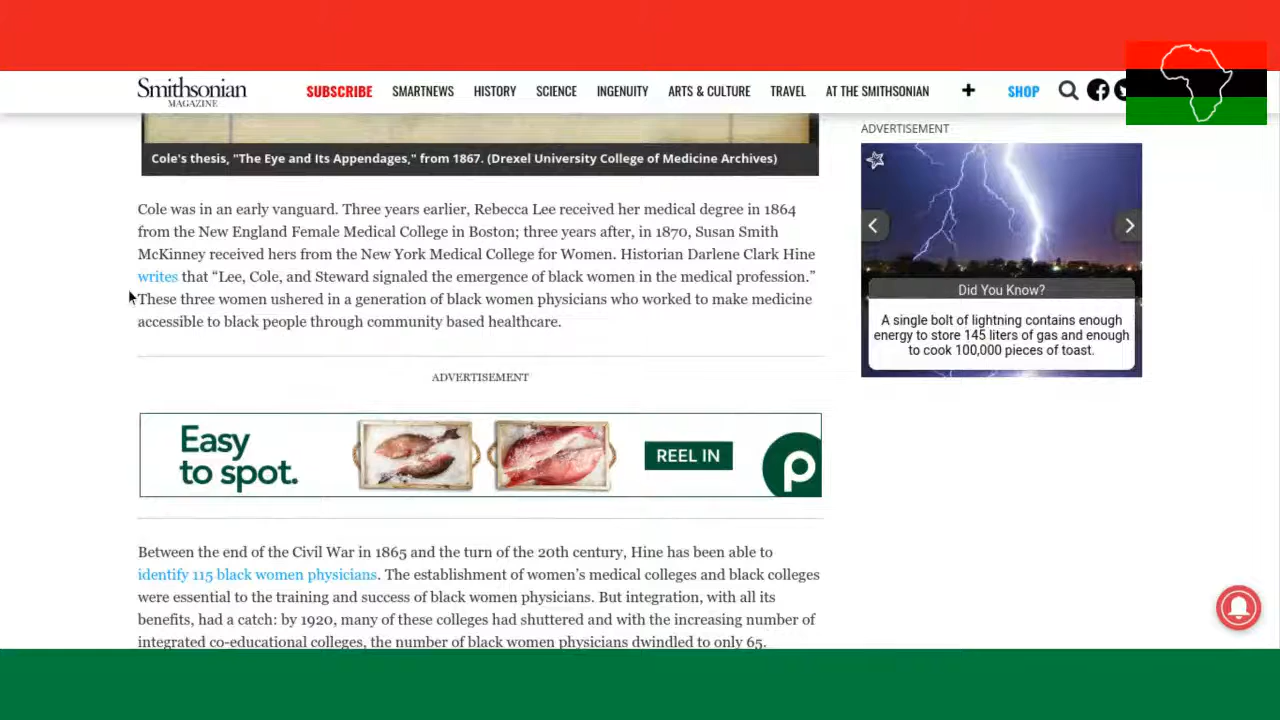 Smithsonian
MAGAZINE
SUBSCRIBE SMARTNEWS HISTORY SCIENCE INGENUITY ARTS & CULTURE TRAVEL AT THE SMITHSONIAN + SHOP
Cole's thesis, "The Eye and Its Appendages," from 1867. (Drexel University College of Medicine Archives)
Cole was in an early vanguard. Three years earlier, Rebecca Lee received her medical degree in 1864
from the New England Female Medical College in Boston; three years after, in 1870, Susan Smith
McKinney received hers from the New York Medical College for Women. Historian Darlene Clark Hine
writes that “Lee, Cole, and Steward signaled the emergence of black women in the medical profession.”
These three women ushered in a generation of black women physicians who worked to make medicine
accessible to black people through community based healthcare.
ADVERTISEMENT
Easy
to spot.
REEL IN
p
Between the end of the Civil War in 1865 and the turn of the 20th century, Hine has been able to
identify 115 black women physicians. The establishment of women’s medical colleges and black colleges
were essential to the training and success of black women physicians. But integration, with all its
benefits, had a catch: by 1920, many of these colleges had shuttered and with the increasing number of
integrated co-educational colleges, the number of black women physicians dwindled to only 65.
ADVERTISEMENT
Did You Know?
A single bolt of lightning contains enough
energy to store 145 liters of gas and enough
to cook 100,000 pieces of toast.